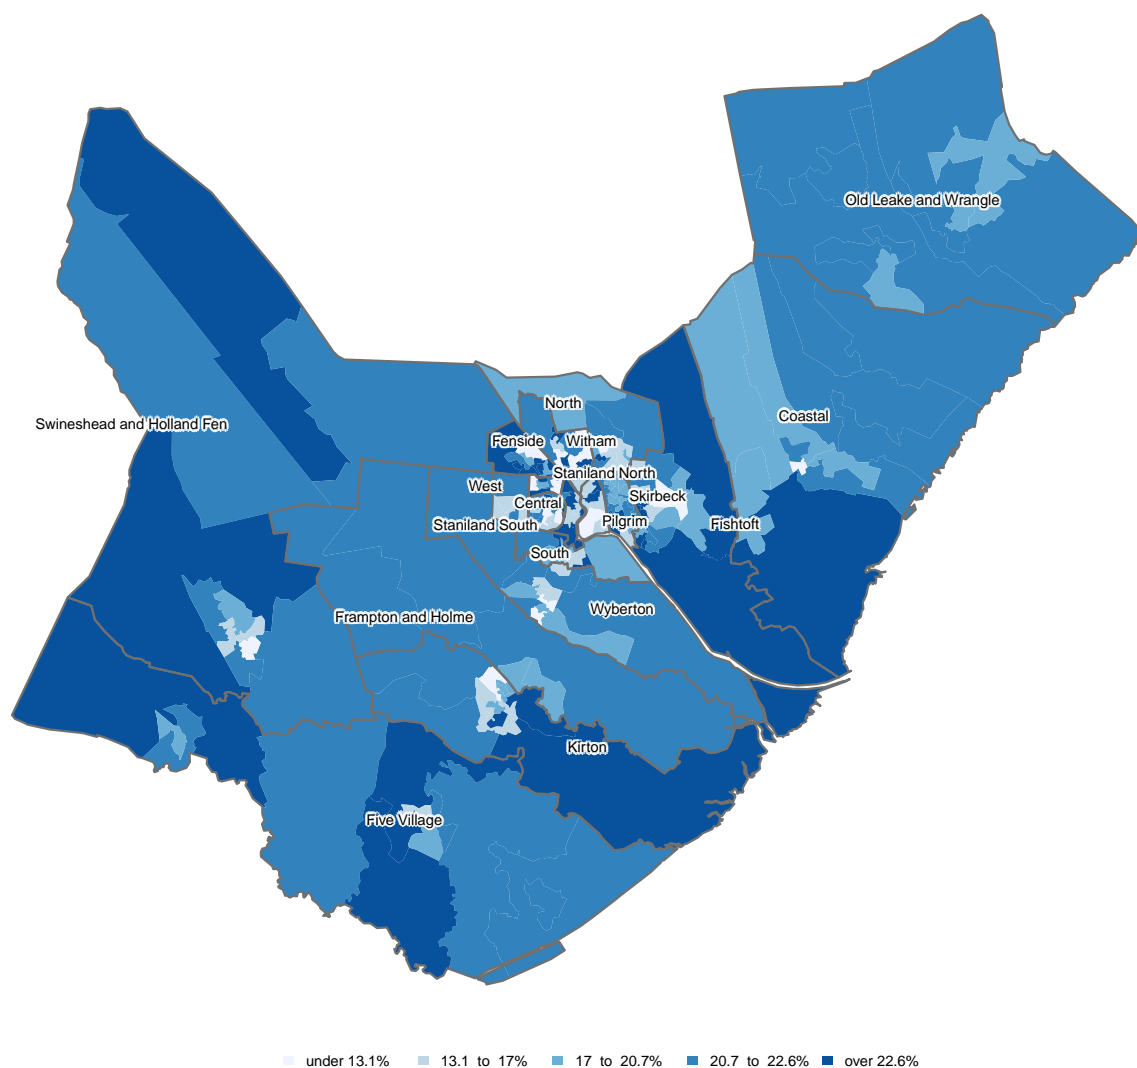 Old Leake and Wrangle
North
Coastal
Swineshead and Holland Fen
Fenside
Witham
Staniland North
West
Skirbeck
Central
Staniland South
Pilgrim
Fishtoft
South
Wyberton
Frampton and Holme
Kirton
Five Village
under 13.1% 13.1 to 17% 17 to 20.7% 20.7 to 22.6% over 22.6%